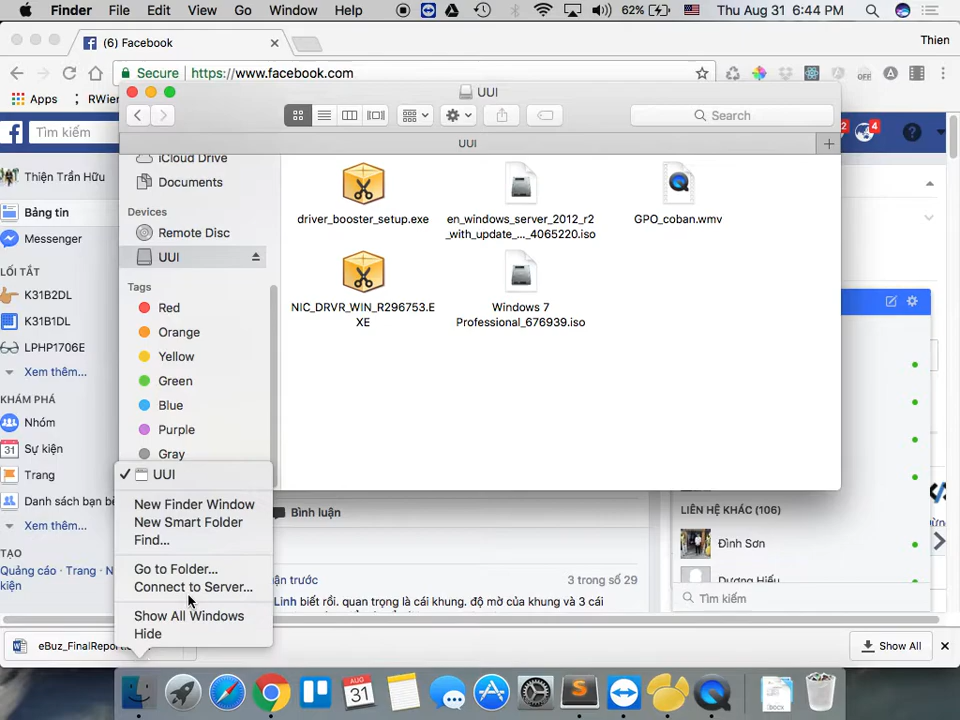 Finder File Edit View Go Window Help 62% Thu Aug 31 6:44 PM
(6) Facebook
Thien
Secure https://www.facebook.com
OFF
Apps
RWier
UUI
Search
UUI
Tìm kiếm
2
4
Thiện Trần Hữu
Bảng tin
Messenger
LỐI TẮT
K31B2DL
K31B1DL
LPHP1706E
Xem thêm...
KHÁM PHÁ
Nhóm
31 Sự kiện
Trang
Danh sách bạn bè
Xem thêm...
TẠO
Quảng cáo · Trang · N
kiện
iCloud Drive
Documents
Devices
Remote Disc
UUI
Tags
Red
Orange
Yellow
Green
Blue
Purple
Gray
driver_booster_setup.exe
en_windows_server_2012_r2
_with_update_..._4065220.iso
GPO_coban.wmv
NIC_DRVR_WIN_R296753.E
XE
Windows 7
Professional_676939.iso
UUI
New Finder Window
New Smart Folder
Find...
Go to Folder...
Connect to Server...
Show All Windows
Hide
Bình luận
3 trong số 29
Linh biết rồi. quan trọng là cái khung. độ mờ của khung và 3 cái
LIÊN HỆ KHÁC (106)
Đình Sơn
Dương Hiếu
Tìm kiếm
eBuz_FinalReport.
Show All
AUG
31
DOCX